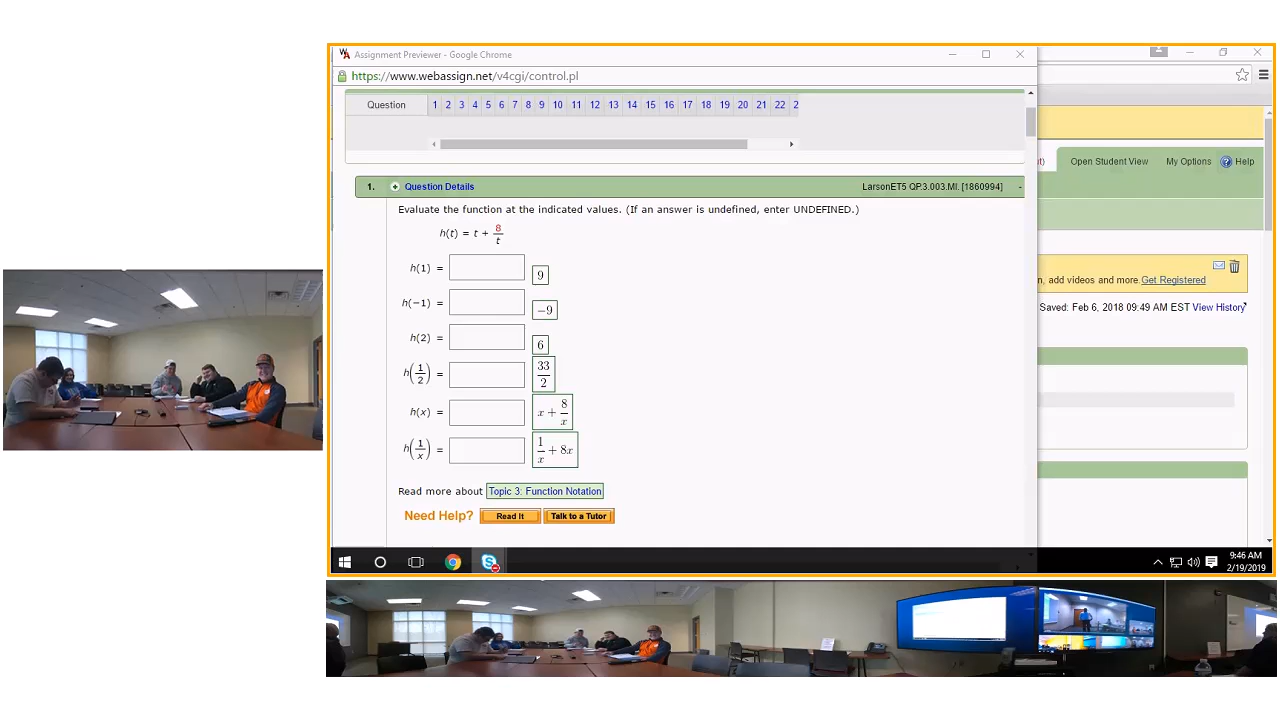 Assignment Previewer - Google Chrome
https://www.webassign.net/v4cgi/control.pl
Question 1 2 3 4 5 6 7 8 9 10 11 12 13 14 15 16 17 18 19 20 21 22 2
1. Question Details LarsonET5 QP.3.003.MI. [1860994] -
Evaluate the function at the indicated values. (If an answer is undefined, enter UNDEFINED.)
h(t) = t + 8/t
h(1) = 9
h(−1) = −9
h(2) = 6
h(1/2) = 33/2
h(x) = x + 8/x
h(1/x) = 1/x + 8x
Read more about Topic 3: Function Notation
Need Help? Read It Talk to a Tutor
t) Open Student View My Options ? Help
n, add videos and more. Get Registered
Saved: Feb 6, 2018 09:49 AM EST View History
9:46 AM
2/19/2019